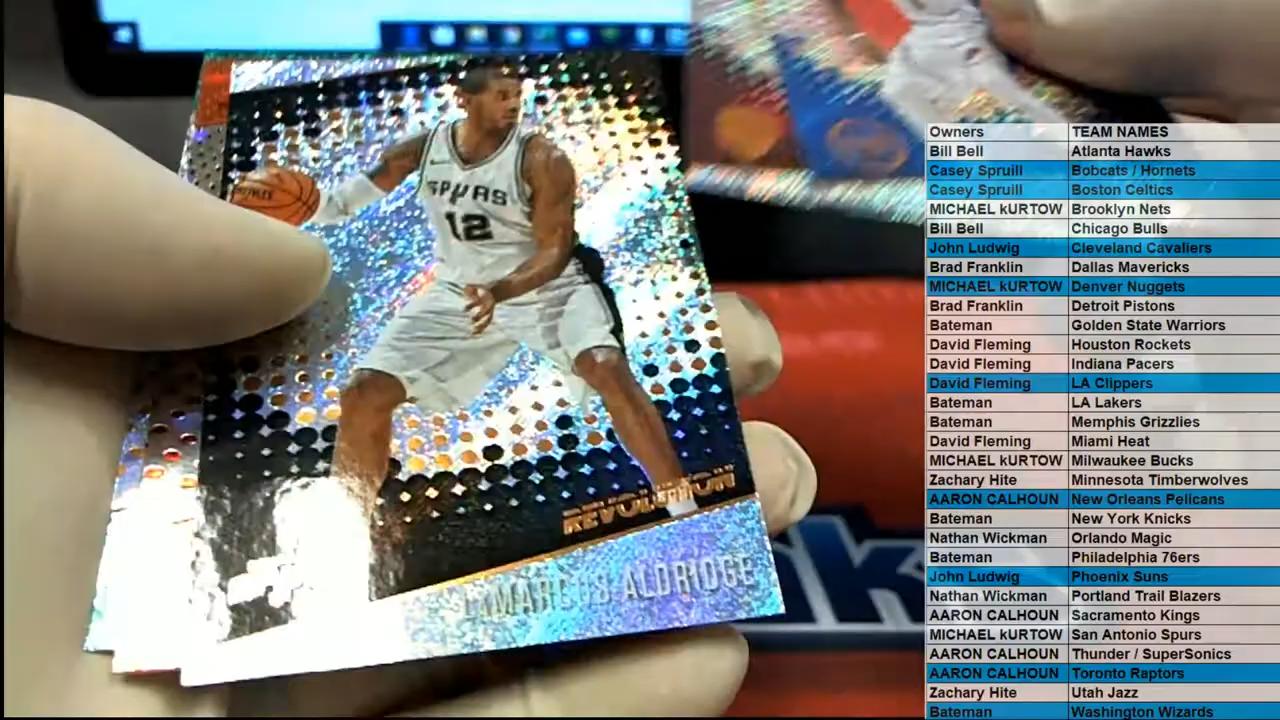 SPURS
12
REVOLUTION
LAMARCUS ALDRIDGE
Owners TEAM NAMES
Bill Bell Atlanta Hawks
Casey Spruill Bobcats / Hornets
Casey Spruill Boston Celtics
MICHAEL kURTOW Brooklyn Nets
Bill Bell Chicago Bulls
John Ludwig Cleveland Cavaliers
Brad Franklin Dallas Mavericks
MICHAEL kURTOW Denver Nuggets
Brad Franklin Detroit Pistons
Bateman Golden State Warriors
David Fleming Houston Rockets
David Fleming Indiana Pacers
David Fleming LA Clippers
Bateman LA Lakers
Bateman Memphis Grizzlies
David Fleming Miami Heat
MICHAEL kURTOW Milwaukee Bucks
Zachary Hite Minnesota Timberwolves
AARON CALHOUN New Orleans Pelicans
Bateman New York Knicks
Nathan Wickman Orlando Magic
Bateman Philadelphia 76ers
John Ludwig Phoenix Suns
Nathan Wickman Portland Trail Blazers
AARON CALHOUN Sacramento Kings
MICHAEL kURTOW San Antonio Spurs
AARON CALHOUN Thunder / SuperSonics
AARON CALHOUN Toronto Raptors
Zachary Hite Utah Jazz
Bateman Washington Wizards